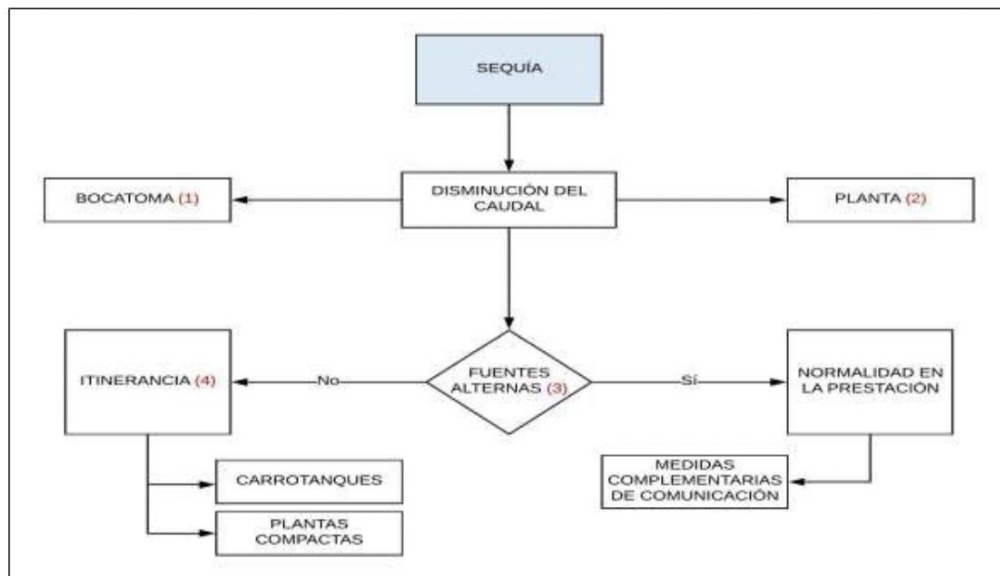 SEQUÍA
DISMINUCIÓN DEL
CAUDAL
BOCATOMA (1)
PLANTA (2)
FUENTES
ALTERNAS (3)
No
Sí
ITINERANCIA (4)
NORMALIDAD EN
LA PRESTACIÓN
CARROTANQUES
PLANTAS
COMPACTAS
MEDIDAS
COMPLEMENTARIAS
DE COMUNICACIÓN